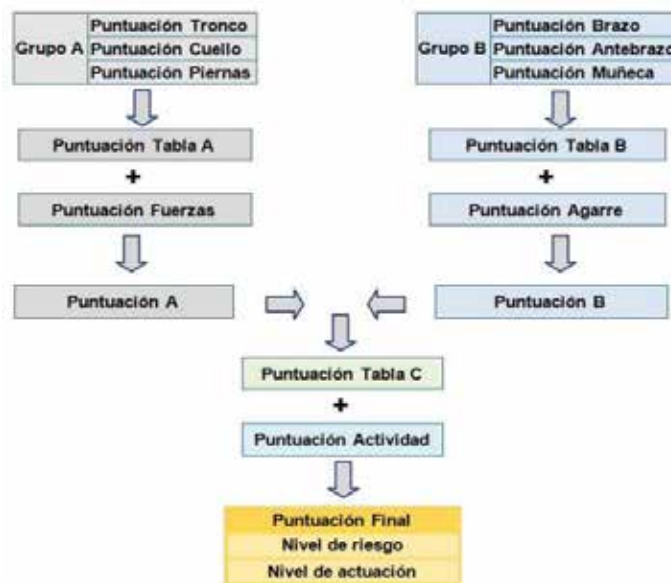 Grupo A
Puntuación Tronco
Puntuación Cuello
Puntuación Piernas
Grupo B
Puntuación Brazo
Puntuación Antebrazo
Puntuación Muñeca
Puntuación Tabla A
+
Puntuación Fuerzas
Puntuación A
Puntuación Tabla B
+
Puntuación Agarre
Puntuación B
Puntuación Tabla C
+
Puntuación Actividad
Puntuación Final
Nivel de riesgo
Nivel de actuación